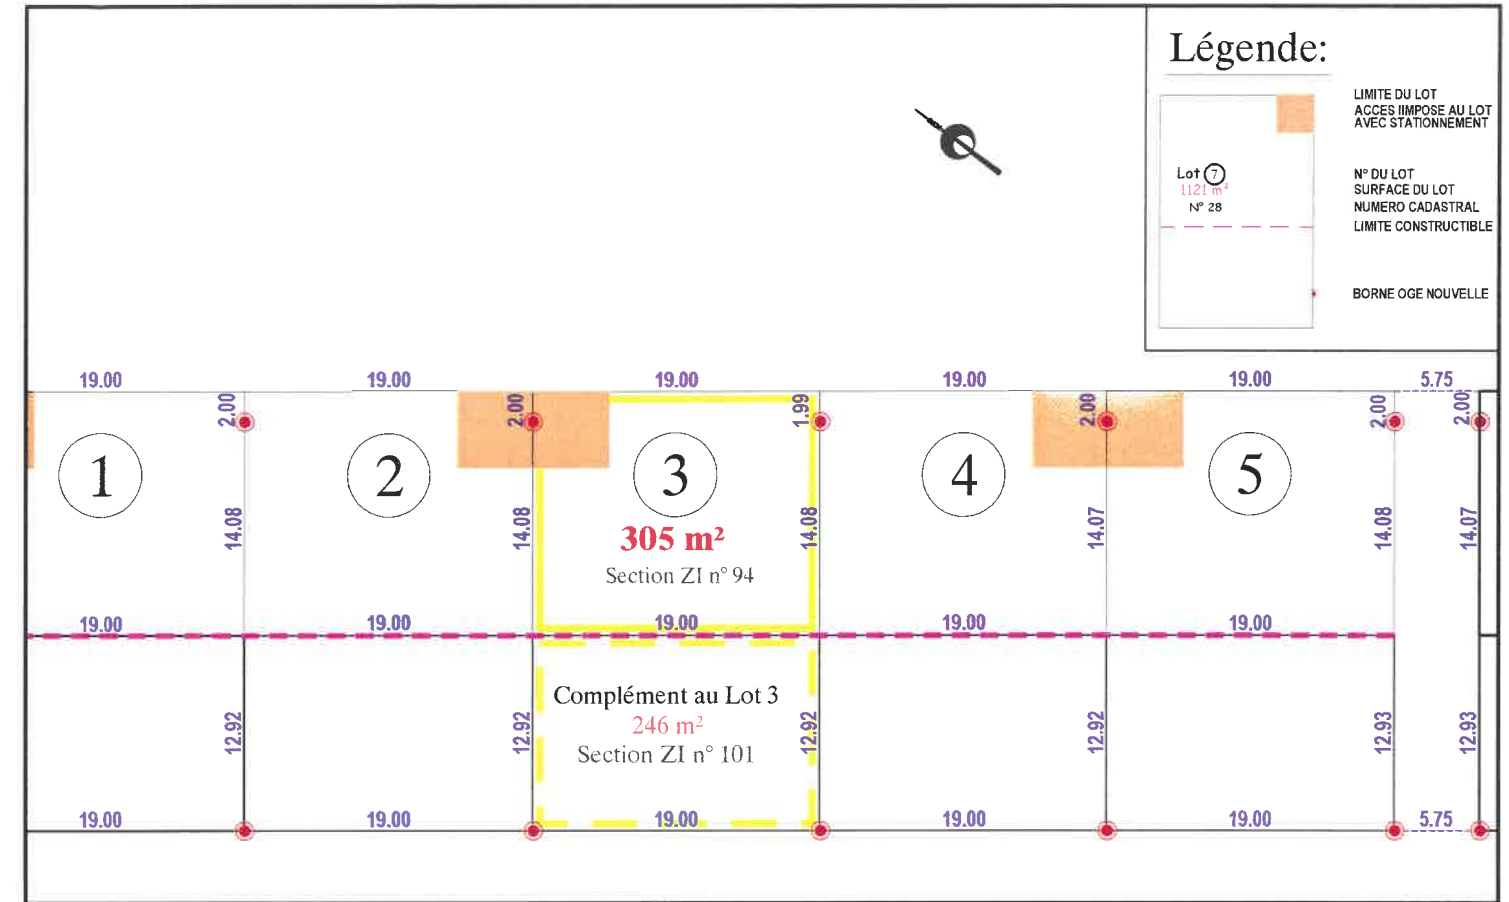 Légende:
LIMITE DU LOT
ACCES IIMPOSE AU LOT
AVEC STATIONNEMENT
Lot 7
1121 m²
N° 28
N° DU LOT
SURFACE DU LOT
NUMERO CADASTRAL
LIMITE CONSTRUCTIBLE
BORNE OGE NOUVELLE
19.00 19.00 19.00 19.00 19.00 5.75
2.00 2.00 1.99 2.00 2.00 2.00
1 2 3 4 5
14.08 14.08 14.08 14.07 14.08 14.07
305 m²
Section ZI n° 94
19.00 19.00 19.00 19.00 19.00
Complément au Lot 3
246 m²
Section ZI n° 101
12.92 12.92 12.92 12.92 12.93 12.93
19.00 19.00 19.00 19.00 19.00 5.75